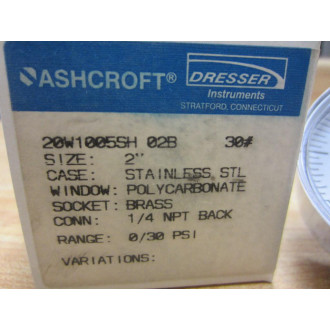 ASHCROFT®
DRESSER
Instruments
STRATFORD, CONNECTICUT
20W1005SH 02B 30#
SIZE: 2"
CASE: STAINLESS STL
WINDOW: POLYCARBONATE
SOCKET: BRASS
CONN: 1/4 NPT BACK
RANGE: 0/30 PSI
VARIATIONS: